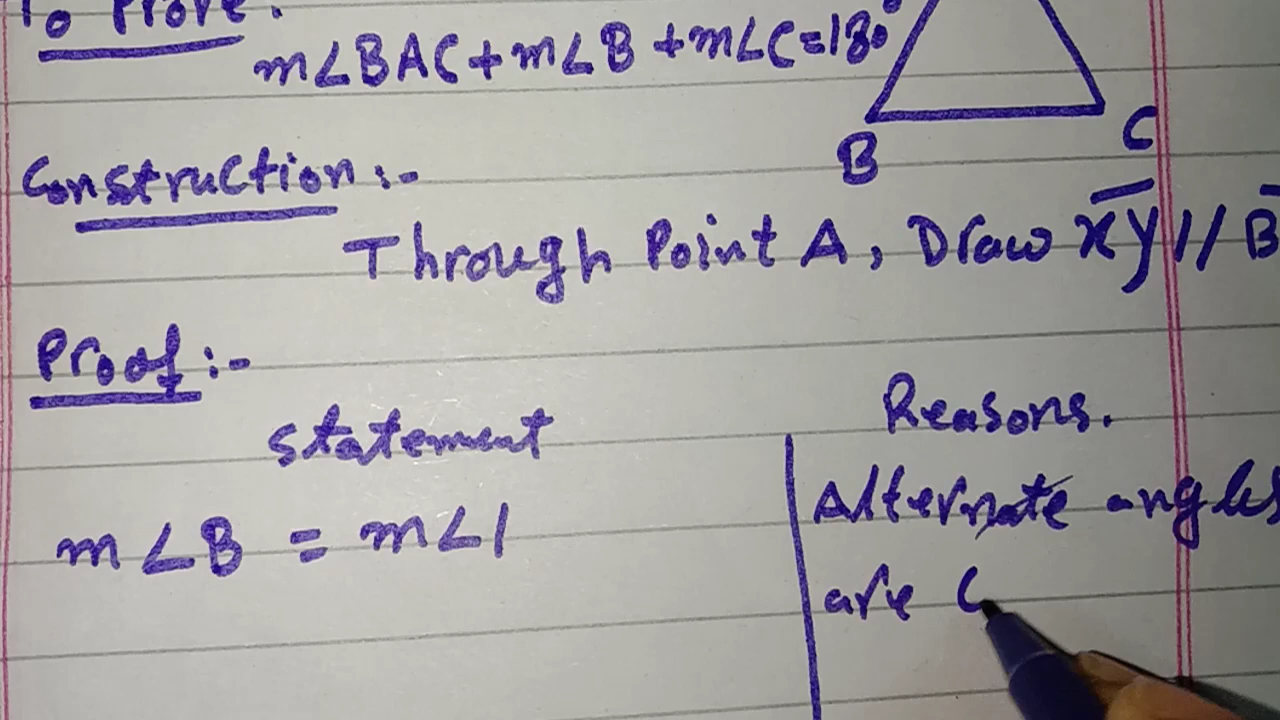 To Prove:
m∠BAC+m∠B+m∠C=180°
B
C
Construction:-
Through Point A, Draw XY // B
Proof:-
statement
Reasons.
m∠B = m∠1
Alternate angles
are C